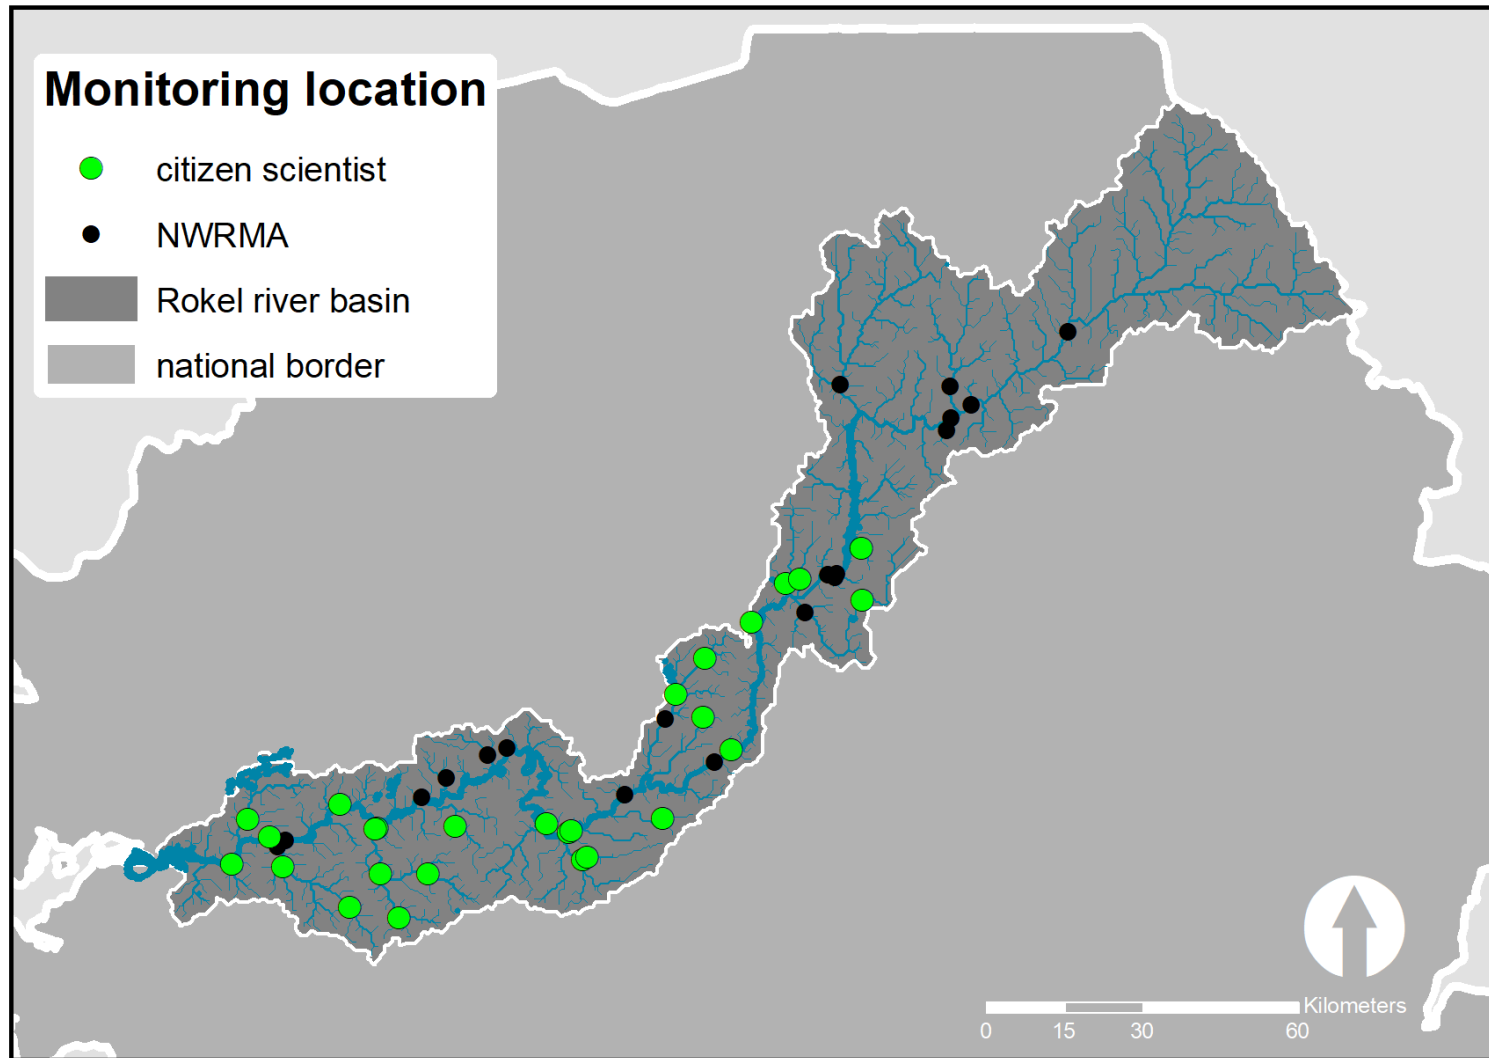 Monitoring location
citizen scientist
NWRMA
Rokel river basin
national border
Kilometers
0 15 30 60